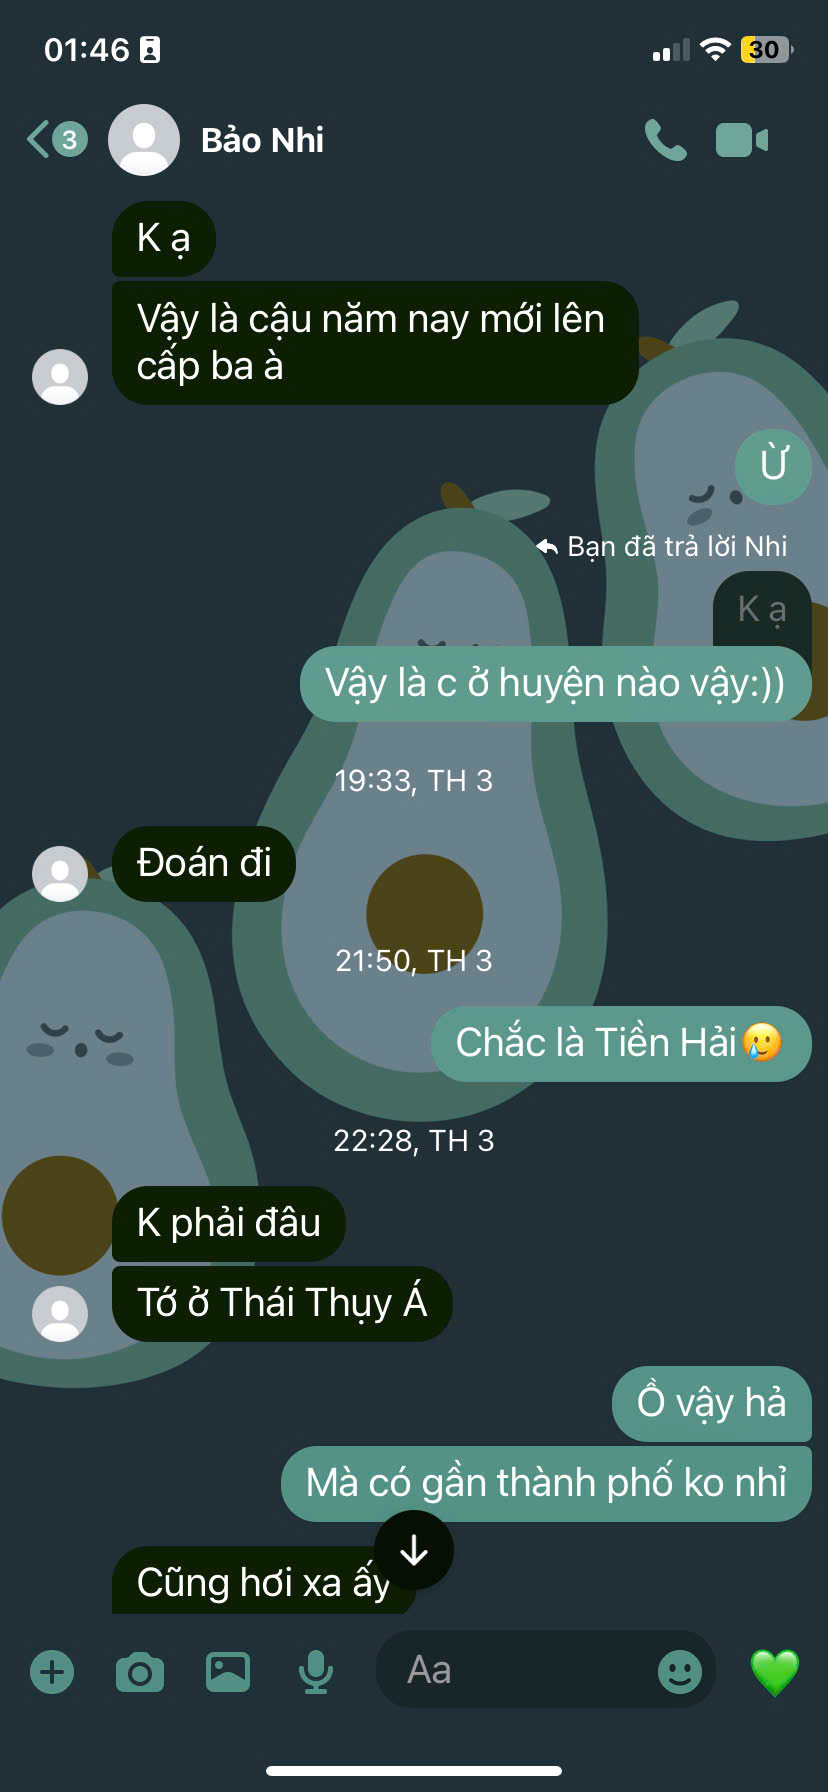 01:46
30
3
Bảo Nhi
K ạ
Vậy là cậu năm nay mới lên
cấp ba à
Ừ
Bạn đã trả lời Nhi
K ạ
Vậy là c ở huyện nào vậy:))
19:33, TH 3
Đoán đi
21:50, TH 3
Chắc là Tiền Hải🥲
22:28, TH 3
K phải đâu
Tớ ở Thái Thụy Á
Ồ vậy hả
Mà có gần thành phố ko nhỉ
Cũng hơi xa ấy
Aa